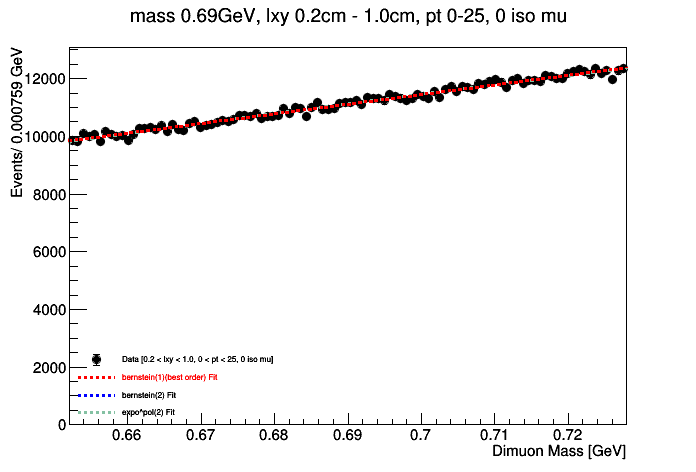 mass 0.69GeV, lxy 0.2cm - 1.0cm, pt 0-25, 0 iso mu
Events/ 0.000759 GeV
12000
10000
8000
6000
4000
2000
0
Data [0.2 < lxy < 1.0, 0 < pt < 25, 0 iso mu]
bernstein(1)(best order) Fit
bernstein(2) Fit
expo^pol(2) Fit
0.66 0.67 0.68 0.69 0.7 0.71 0.72
Dimuon Mass [GeV]